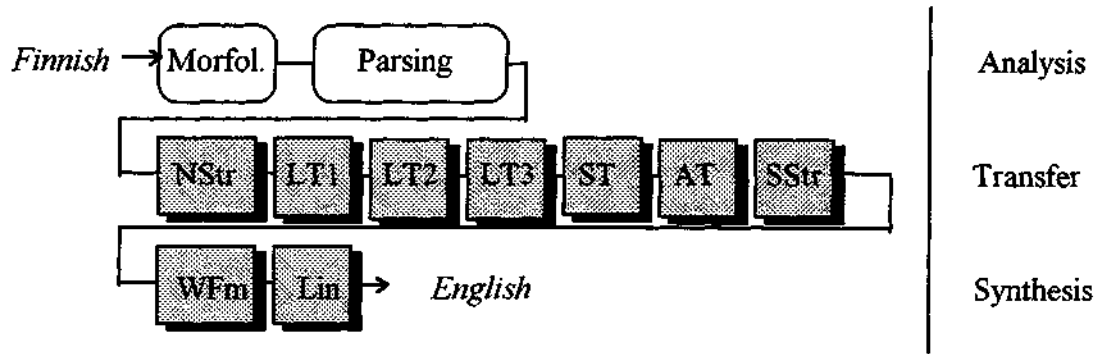 Finnish Morfol. Parsing Analysis
NStr LT1 LT2 LT3 ST AT SStr Transfer
WFm Lin English Synthesis